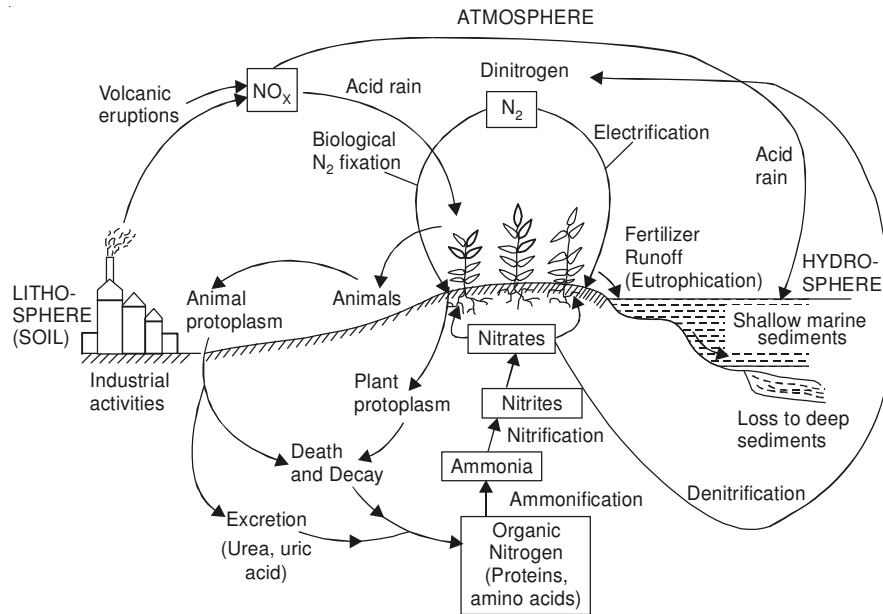 ATMOSPHERE
Volcanic
eruptions
NOX
Acid rain
Dinitrogen
N2
Biological
N2 fixation
Electrification
Acid
rain
Fertilizer
Runoff
(Eutrophication)
HYDRO-
SPHERE
LITHO-
SPHERE
(SOIL)
Animal
protoplasm
Animals
Shallow marine
sediments
Industrial
activities
Nitrates
Plant
protoplasm
Nitrites
Nitrification
Loss to deep
sediments
Death
and Decay
Ammonia
Ammonification
Denitrification
Excretion
(Urea, uric
acid)
Organic
Nitrogen
(Proteins,
amino acids)